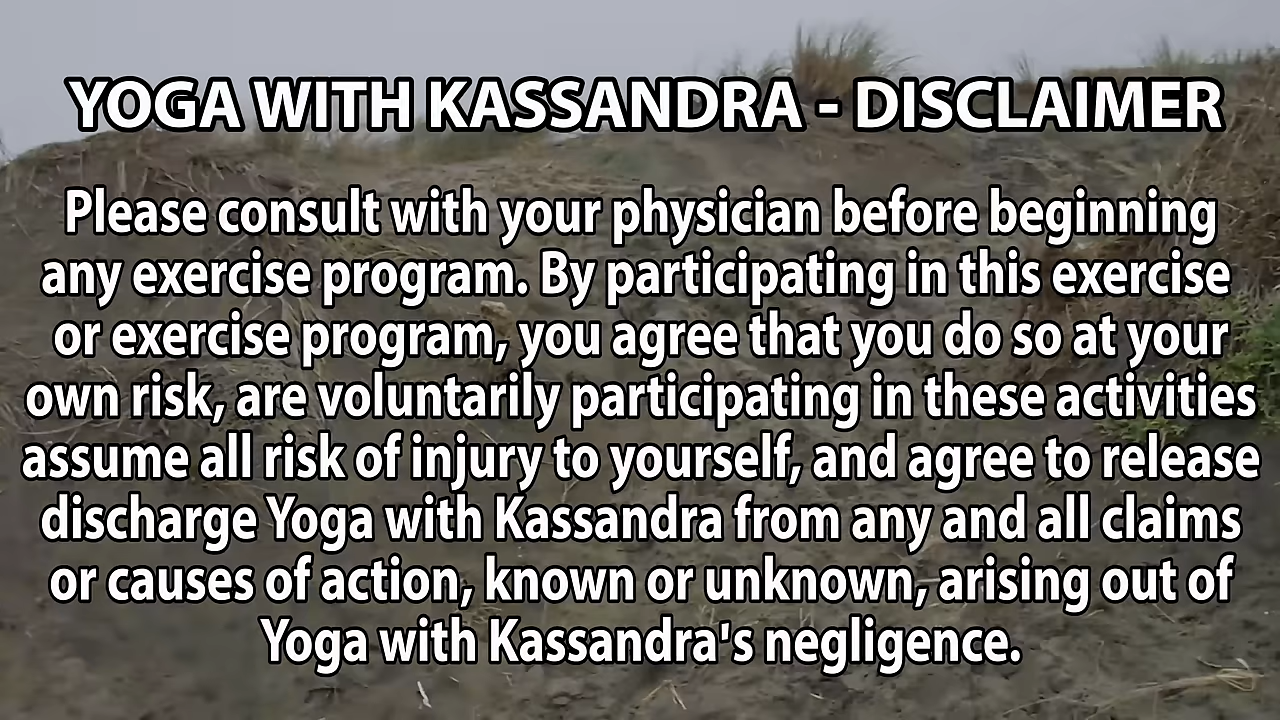 YOGA WITH KASSANDRA - DISCLAIMER
Please consult with your physician before beginning
any exercise program. By participating in this exercise
or exercise program, you agree that you do so at your
own risk, are voluntarily participating in these activities
assume all risk of injury to yourself, and agree to release
discharge Yoga with Kassandra from any and all claims
or causes of action, known or unknown, arising out of
Yoga with Kassandra's negligence.